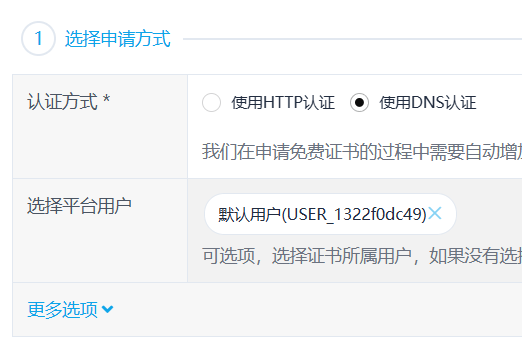 1 选择申请方式
认证方式 * 使用HTTP认证 使用DNS认证
我们在申请免费证书的过程中需要自动增加
选择平台用户 默认用户(USER_1322f0dc49)
可选项，选择证书所属用户，如果没有选择
更多选项